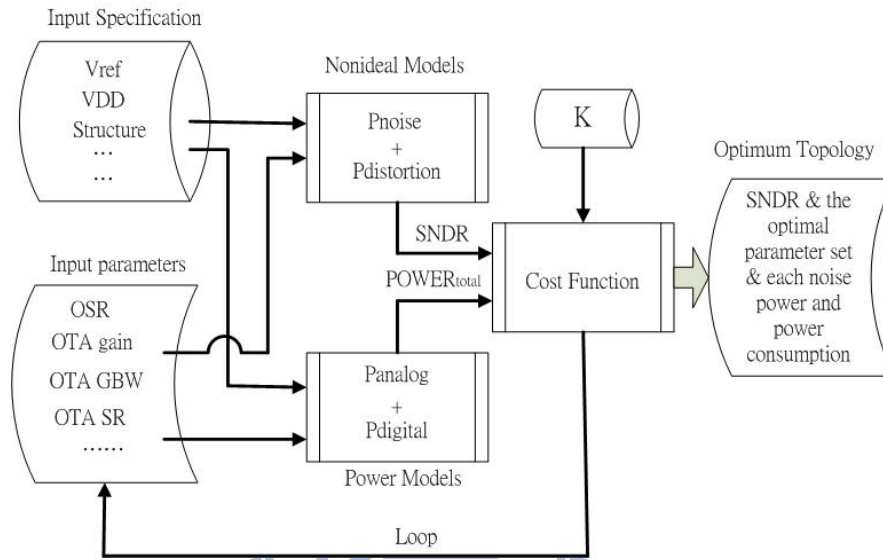 Input Specification
Vref
VDD
Structure
…
…
Nonideal Models
Pnoise
+
Pdistortion
K
Optimum Topology
SNDR & the
optimal
parameter set
& each noise
power and
power
consumption
SNDR
POWERtotal
Cost Function
Input parameters
OSR
OTA gain
OTA GBW
OTA SR
……
Panalog
+
Pdigital
Power Models
Loop